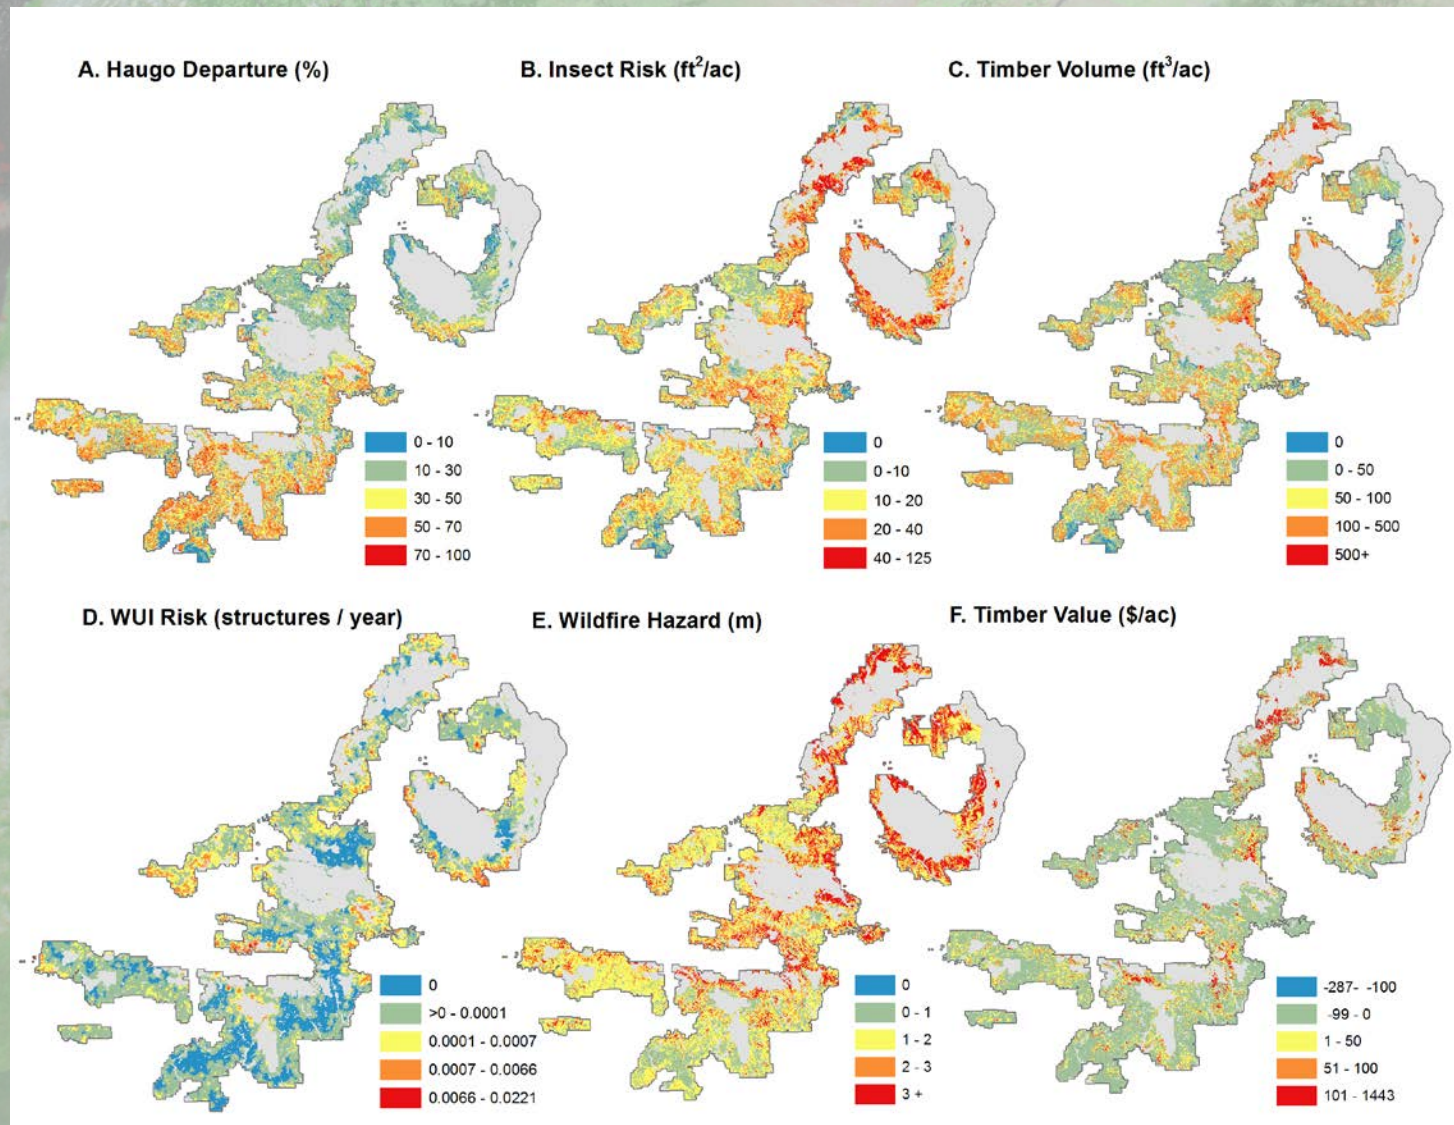 A. Haugo Departure (%)
B. Insect Risk (ft²/ac)
C. Timber Volume (ft³/ac)
0 - 10
10 - 30
30 - 50
50 - 70
70 - 100
0
0 -10
10 - 20
20 - 40
40 - 125
0
0 - 50
50 - 100
100 - 500
500+
D. WUI Risk (structures / year)
E. Wildfire Hazard (m)
F. Timber Value ($/ac)
0
>0 - 0.0001
0.0001 - 0.0007
0.0007 - 0.0066
0.0066 - 0.0221
0
0 - 1
1 - 2
2 - 3
3 +
-287- -100
-99 - 0
1 - 50
51 - 100
101 - 1443